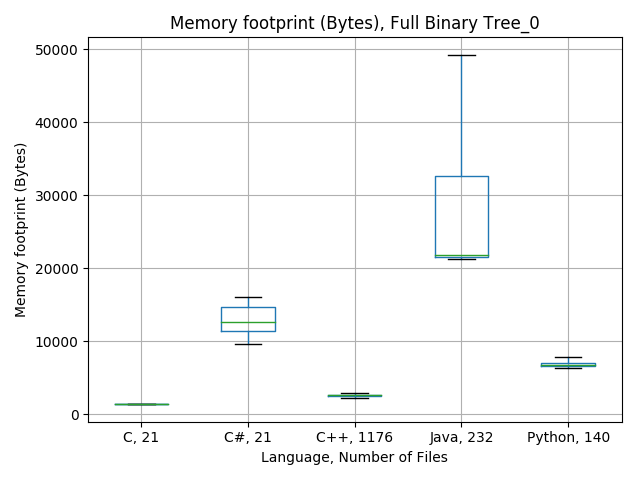 Memory footprint (Bytes), Full Binary Tree_0
Memory footprint (Bytes)
50000
40000
30000
20000
10000
0
C, 21 C#, 21 C++, 1176 Java, 232 Python, 140
Language, Number of Files